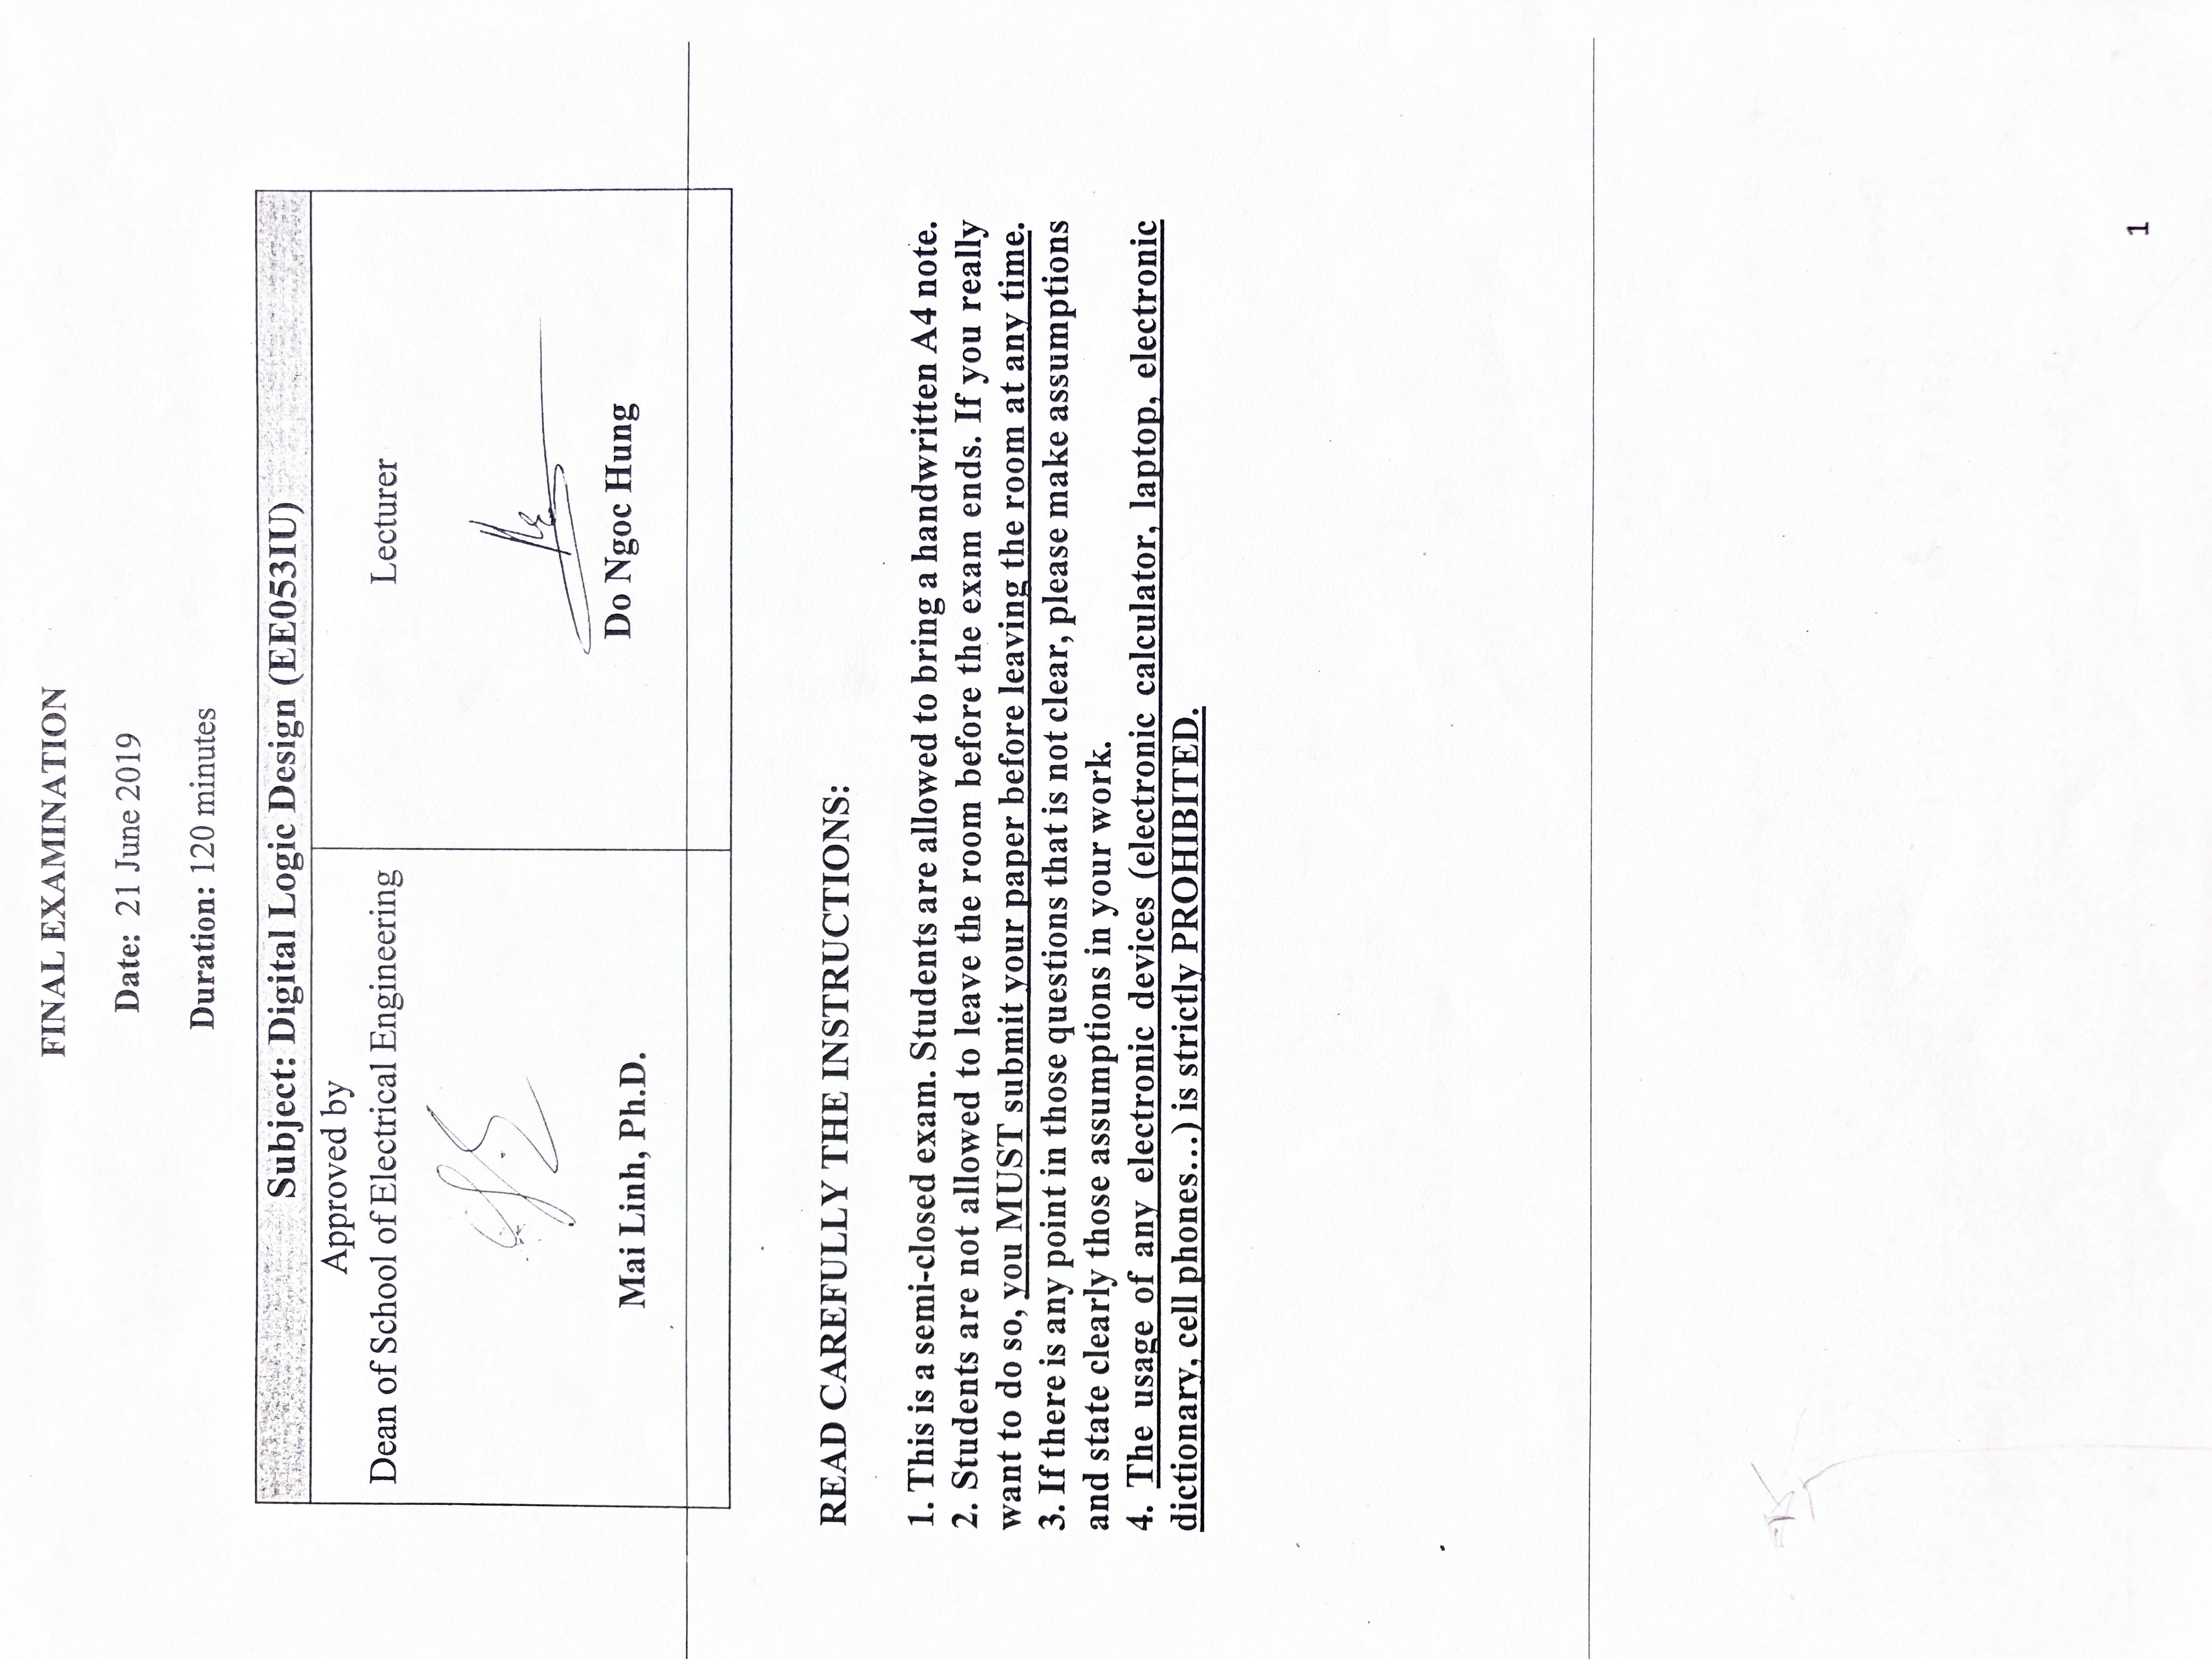 FINAL EXAMINATION
Date: 21 June 2019
Duration: 120 minutes
Subject: Digital Logic Design (EE053IU)
Approved by
Dean of School of Electrical Engineering
Mai Linh, Ph.D.
Lecturer
Do Ngoc Hung
READ CAREFULLY THE INSTRUCTIONS:
1. This is a semi-closed exam. Students are allowed to bring a handwritten A4 note.
2. Students are not allowed to leave the room before the exam ends. If you really
want to do so, you MUST submit your paper before leaving the room at any time.
3. If there is any point in those questions that is not clear, please make assumptions
and state clearly those assumptions in your work.
4. The usage of any electronic devices (electronic calculator, laptop, electronic
dictionary, cell phones...) is strictly PROHIBITED.
1